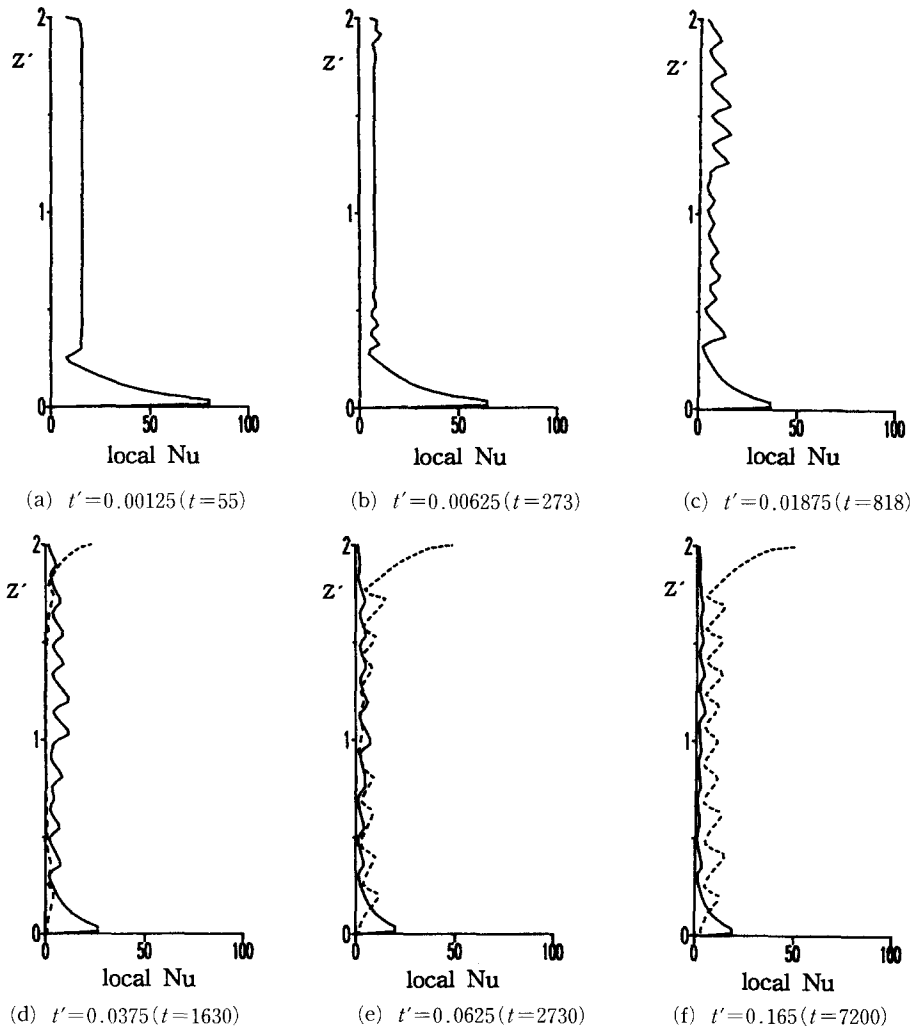 2 2 2
Z′ Z′ Z′
1 1 1
0 0 0
0 50 100 0 50 100 0 50 100
local Nu local Nu local Nu
(a) t′=0.00125(t=55) (b) t′=0.00625(t=273) (c) t′=0.01875(t=818)
2 2 2
Z′ Z′ Z′
1 1 1
0 0 0
0 50 100 0 50 100 0 50 100
local Nu local Nu local Nu
(d) t′=0.0375(t=1630) (e) t′=0.0625(t=2730) (f) t′=0.165(t=7200)